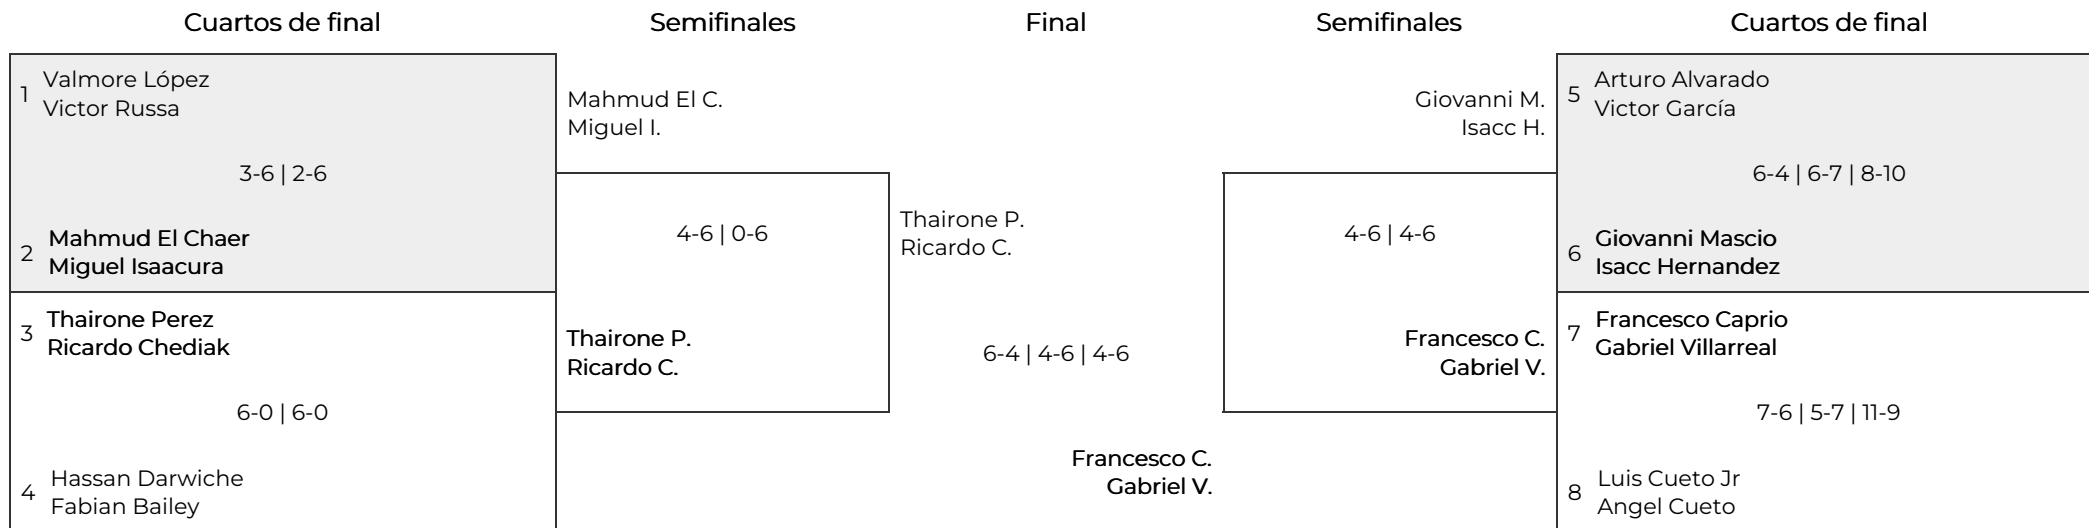 Cuartos de final
Semifinales
Final
Semifinales
Cuartos de final
1
Valmore López
Victor Russa
3-6 | 2-6
2
Mahmud El Chaer
Miguel Isaacura
3
Thairone Perez
Ricardo Chediak
6-0 | 6-0
4
Hassan Darwiche
Fabian Bailey
Mahmud El C.
Miguel I.
4-6 | 0-6
Thairone P.
Ricardo C.
Thairone P.
Ricardo C.
6-4 | 4-6 | 4-6
Francesco C.
Gabriel V.
Giovanni M.
Isacc H.
4-6 | 4-6
Francesco C.
Gabriel V.
5
Arturo Alvarado
Victor García
6-4 | 6-7 | 8-10
6
Giovanni Mascio
Isacc Hernandez
7
Francesco Caprio
Gabriel Villarreal
7-6 | 5-7 | 11-9
8
Luis Cueto Jr
Angel Cueto